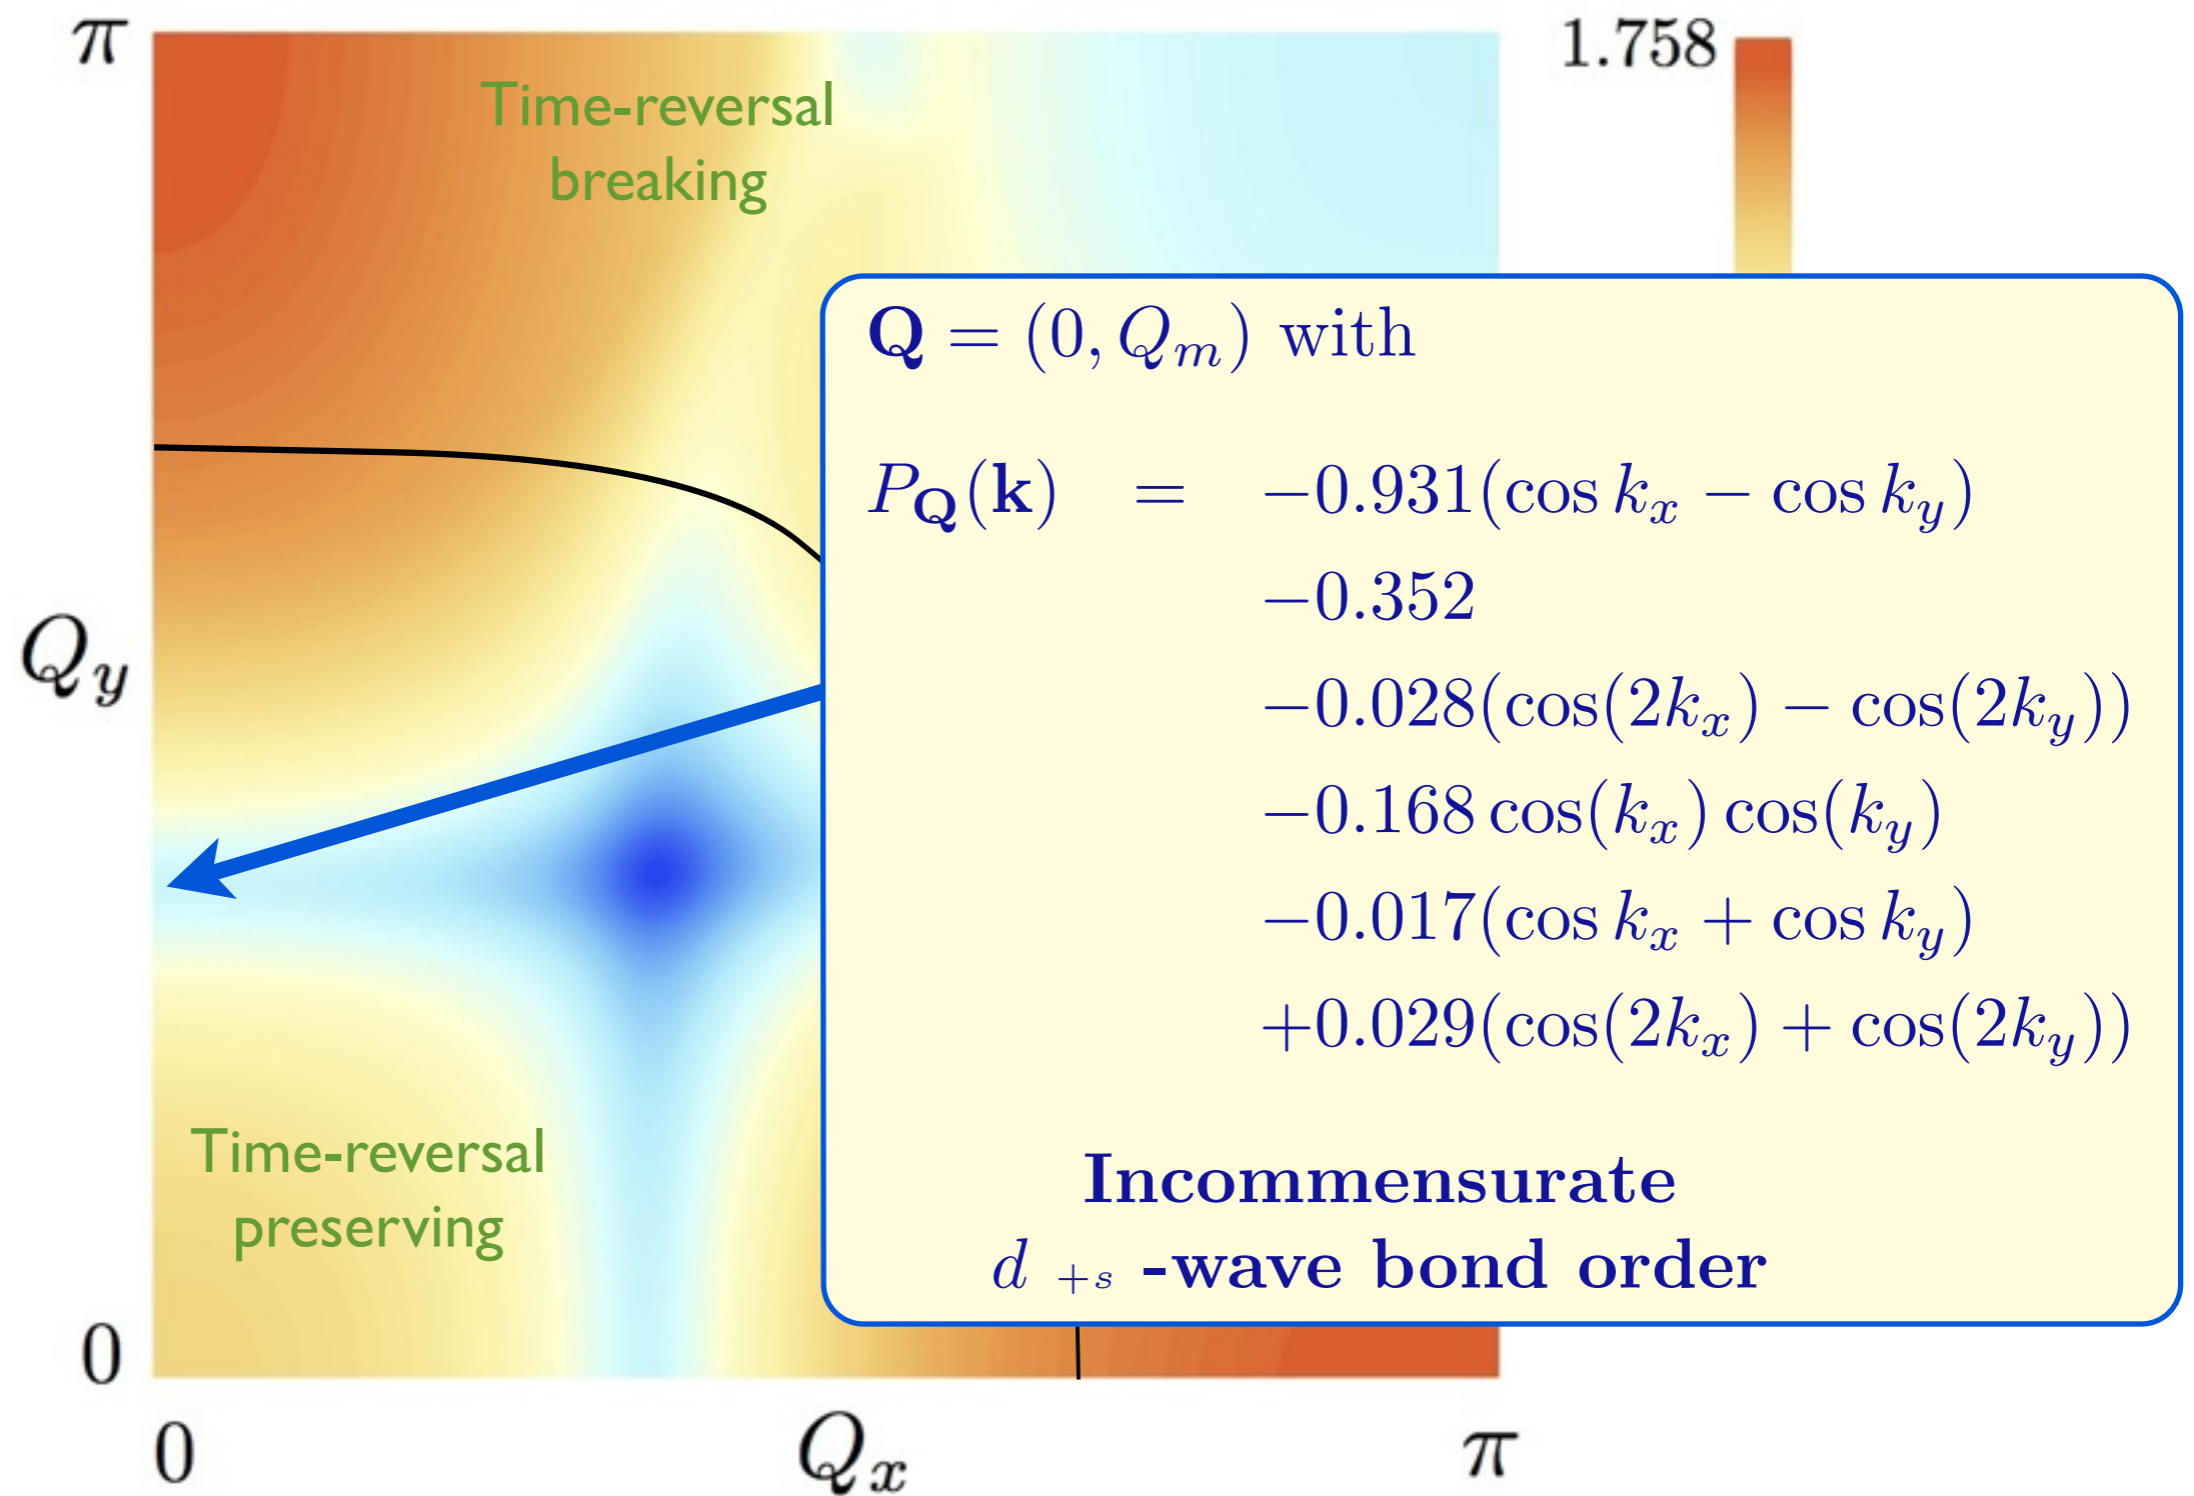 π
1.758
Time-reversal
breaking
Q = (0, Q_m) with
P_Q(k) = −0.931(cos k_x − cos k_y)
−0.352
−0.028(cos(2k_x) − cos(2k_y))
−0.168 cos(k_x) cos(k_y)
−0.017(cos k_x + cos k_y)
+0.029(cos(2k_x) + cos(2k_y))
Incommensurate
d +s -wave bond order
Q_y
Time-reversal
preserving
0
0
Q_x
π